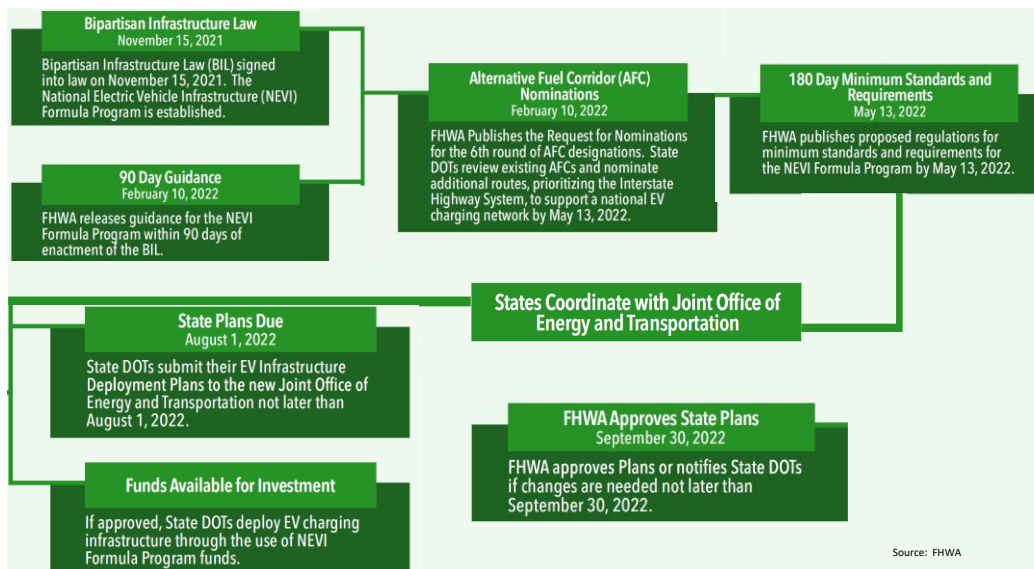 Bipartisan Infrastructure Law
November 15, 2021
Bipartisan Infrastructure Law (BIL) signed
into law on November 15, 2021. The
National Electric Vehicle Infrastructure (NEVI)
Formula Program is established.
90 Day Guidance
February 10, 2022
FHWA releases guidance for the NEVI
Formula Program within 90 days of
enactment of the BIL.
Alternative Fuel Corridor (AFC)
Nominations
February 10, 2022
FHWA Publishes the Request for Nominations
for the 6th round of AFC designations. State
DOTs review existing AFCs and nominate
additional routes, prioritizing the Interstate
Highway System, to support a national EV
charging network by May 13, 2022.
180 Day Minimum Standards and
Requirements
May 13, 2022
FHWA publishes proposed regulations for
minimum standards and requirements for
the NEVI Formula Program by May 13, 2022.
States Coordinate with Joint Office of
Energy and Transportation
State Plans Due
August 1, 2022
State DOTs submit their EV Infrastructure
Deployment Plans to the new Joint Office of
Energy and Transportation not later than
August 1, 2022.
FHWA Approves State Plans
September 30, 2022
FHWA approves Plans or notifies State DOTs
if changes are needed not later than
September 30, 2022.
Funds Available for Investment
If approved, State DOTs deploy EV charging
infrastructure through the use of NEVI
Formula Program funds.
Source: FHWA